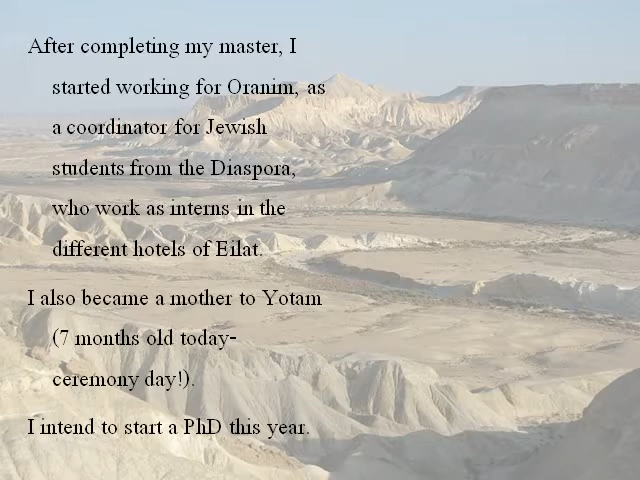 After completing my master, I
started working for Oranim, as
a coordinator for Jewish
students from the Diaspora,
who work as interns in the
different hotels of Eilat.
I also became a mother to Yotam
(7 months old today-
ceremony day!).
I intend to start a PhD this year.